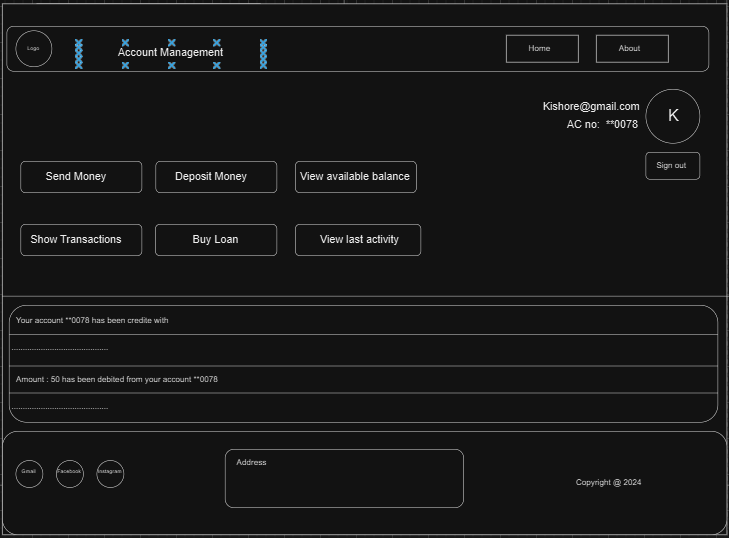 Logo
Account Management
Home
About
Kishore@gmail.com
AC no: **0078
K
Sign out
Send Money
Deposit Money
View available balance
Show Transactions
Buy Loan
View last activity
Your account **0078 has been credite with
Amount : 50 has been debited from your account **0078
Gmail
Facebook
Instagram
Address
Copyright @ 2024